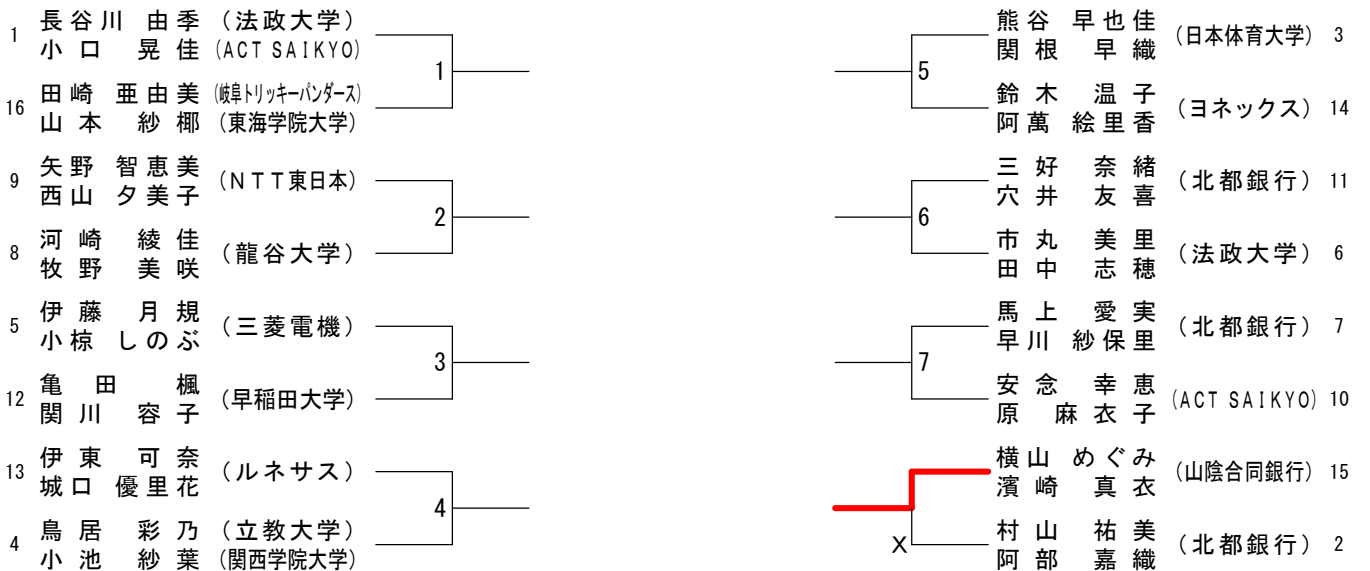 1 長谷川 由季 (法政大学)
小口 晃佳 (ACT SAIKYO)
1
16 田崎 亜由美 (岐阜トリッキーパンダース)
山本 紗椰 (東海学院大学)
9 矢野 智恵美 (NTT東日本)
西山 夕美子
2
8 河崎 綾佳 (龍谷大学)
牧野 美咲
5 伊藤 月規 (三菱電機)
小椋 しのぶ
3
12 亀田 楓 (早稲田大学)
関川 容子
13 伊東 可奈 (ルネサス)
城口 優里花
4
4 鳥居 彩乃 (立教大学)
小池 紗葉 (関西学院大学)
熊谷 早也佳 (日本体育大学) 3
関根 早織
5
鈴木 温子 (ヨネックス) 14
阿萬 絵里香
三好 奈緒 (北都銀行) 11
穴井 友喜
6
市丸 美里 (法政大学) 6
田中 志穂
馬上 愛実 (北都銀行) 7
早川 紗保里
7
安念 幸恵 (ACT SAIKYO) 10
原 麻衣子
横山 めぐみ (山陰合同銀行) 15
濱崎 真衣
X
村山 祐美 (北都銀行) 2
阿部 嘉織